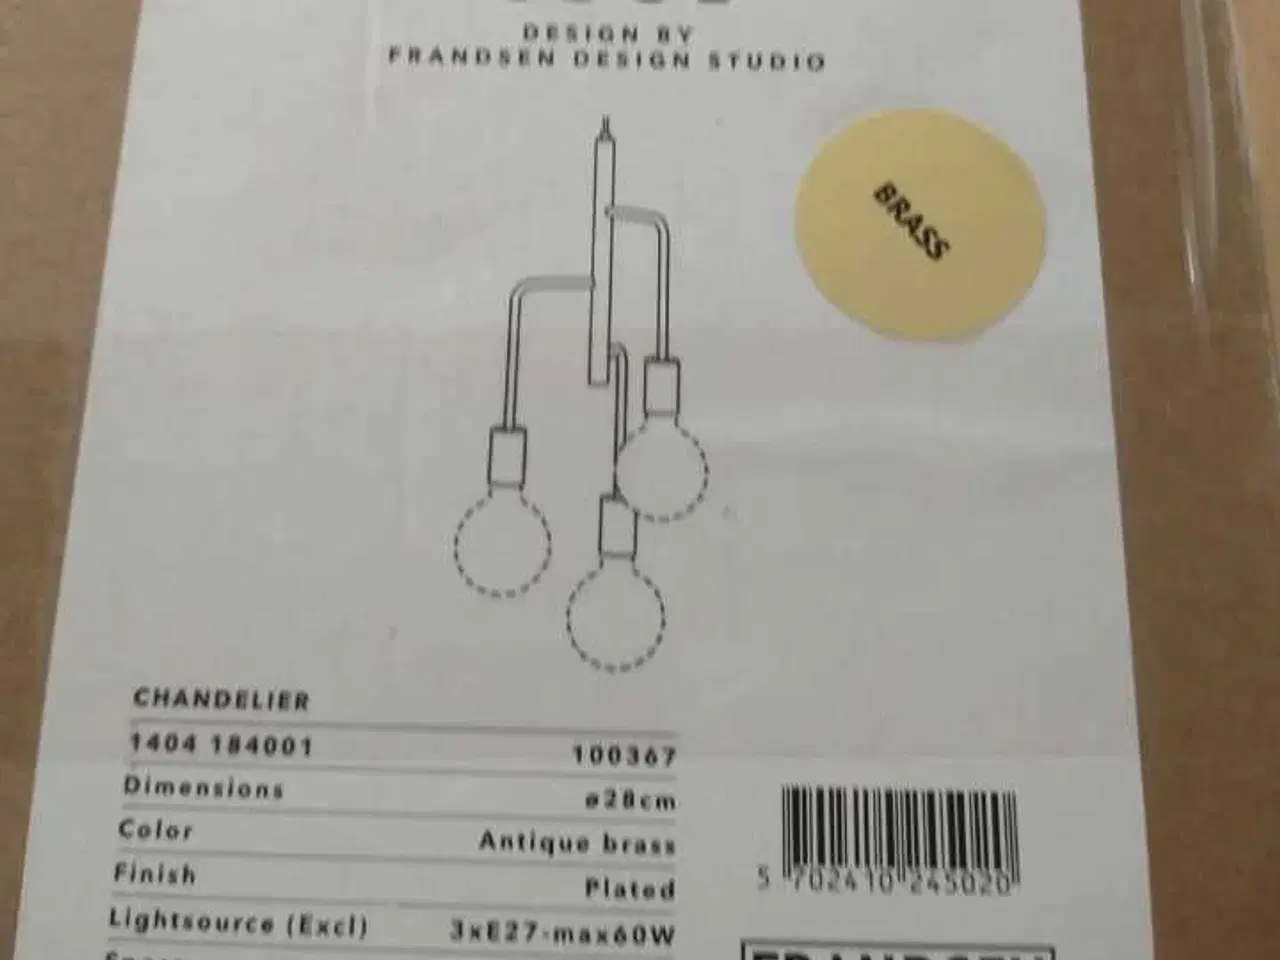 DESIGN BY
FRANDSEN DESIGN STUDIO
BRASS
CHANDELIER
1404 184001 100367
Dimensions ø28cm
Color Antique brass
Finish Plated
Lightsource (Excl) 3xE27-max60W
5 702410 245020
FRANDSEN